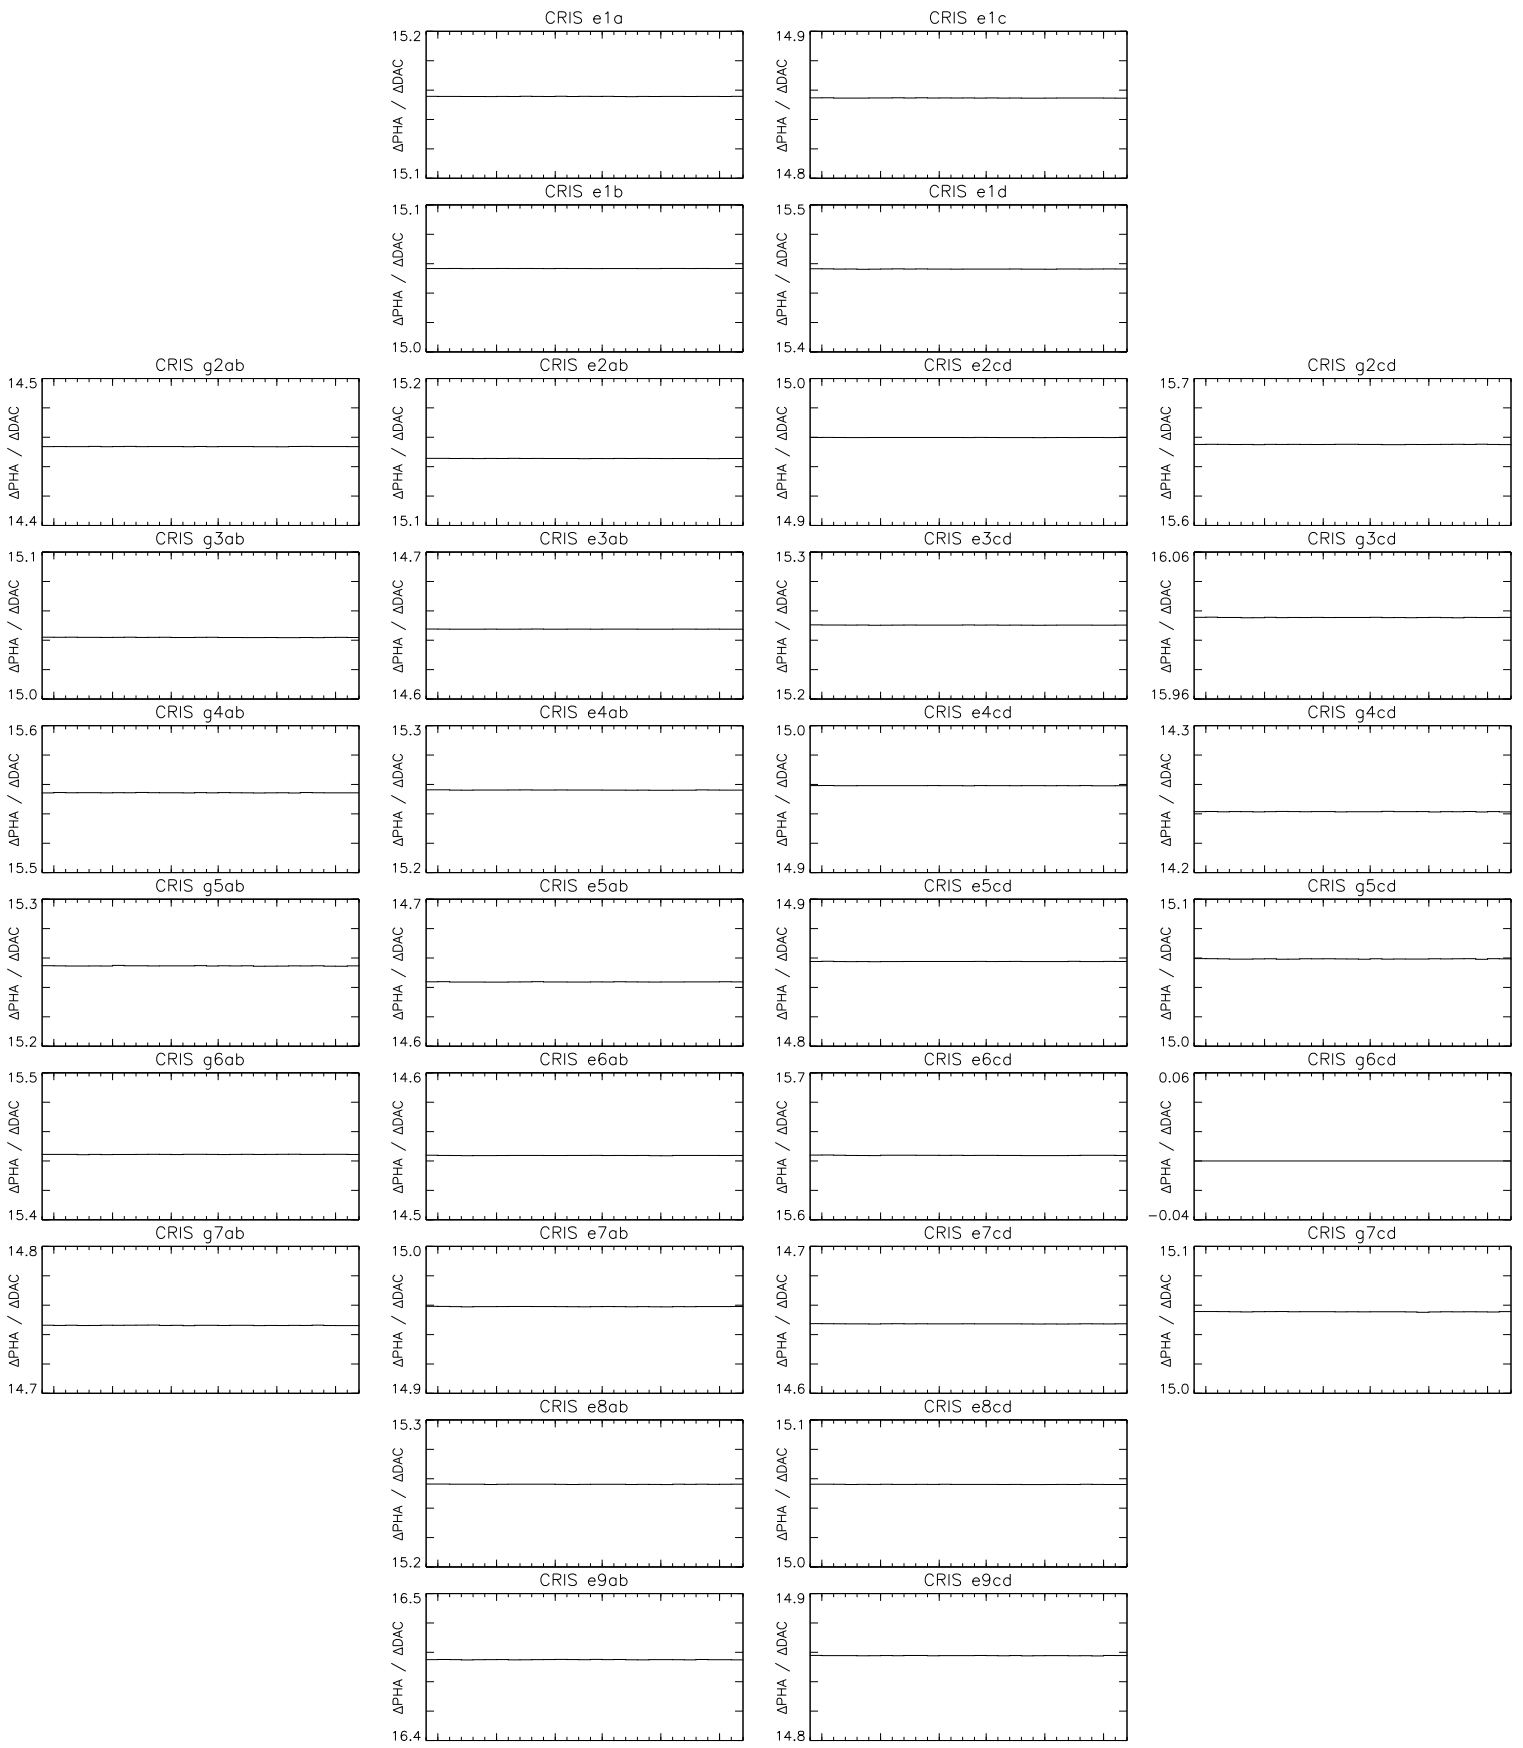 CRIS e1a
15.2
ΔPHA / ΔDAC
15.1
CRIS e1c
14.9
ΔPHA / ΔDAC
14.8
CRIS e1b
15.1
ΔPHA / ΔDAC
15.0
CRIS e1d
15.5
ΔPHA / ΔDAC
15.4
CRIS g2ab
14.5
ΔPHA / ΔDAC
14.4
CRIS e2ab
15.2
ΔPHA / ΔDAC
15.1
CRIS e2cd
15.0
ΔPHA / ΔDAC
14.9
CRIS g2cd
15.7
ΔPHA / ΔDAC
15.6
CRIS g3ab
15.1
ΔPHA / ΔDAC
15.0
CRIS e3ab
14.7
ΔPHA / ΔDAC
14.6
CRIS e3cd
15.3
ΔPHA / ΔDAC
15.2
CRIS g3cd
16.06
ΔPHA / ΔDAC
15.96
CRIS g4ab
15.6
ΔPHA / ΔDAC
15.5
CRIS e4ab
15.3
ΔPHA / ΔDAC
15.2
CRIS e4cd
15.0
ΔPHA / ΔDAC
14.9
CRIS g4cd
14.3
ΔPHA / ΔDAC
14.2
CRIS g5ab
15.3
ΔPHA / ΔDAC
15.2
CRIS e5ab
14.7
ΔPHA / ΔDAC
14.6
CRIS e5cd
14.9
ΔPHA / ΔDAC
14.8
CRIS g5cd
15.1
ΔPHA / ΔDAC
15.0
CRIS g6ab
15.5
ΔPHA / ΔDAC
15.4
CRIS e6ab
14.6
ΔPHA / ΔDAC
14.5
CRIS e6cd
15.7
ΔPHA / ΔDAC
15.6
CRIS g6cd
0.06
ΔPHA / ΔDAC
−0.04
CRIS g7ab
14.8
ΔPHA / ΔDAC
14.7
CRIS e7ab
15.0
ΔPHA / ΔDAC
14.9
CRIS e7cd
14.7
ΔPHA / ΔDAC
14.6
CRIS g7cd
15.1
ΔPHA / ΔDAC
15.0
CRIS e8ab
15.3
ΔPHA / ΔDAC
15.2
CRIS e8cd
15.1
ΔPHA / ΔDAC
15.0
CRIS e9ab
16.5
ΔPHA / ΔDAC
16.4
CRIS e9cd
14.9
ΔPHA / ΔDAC
14.8